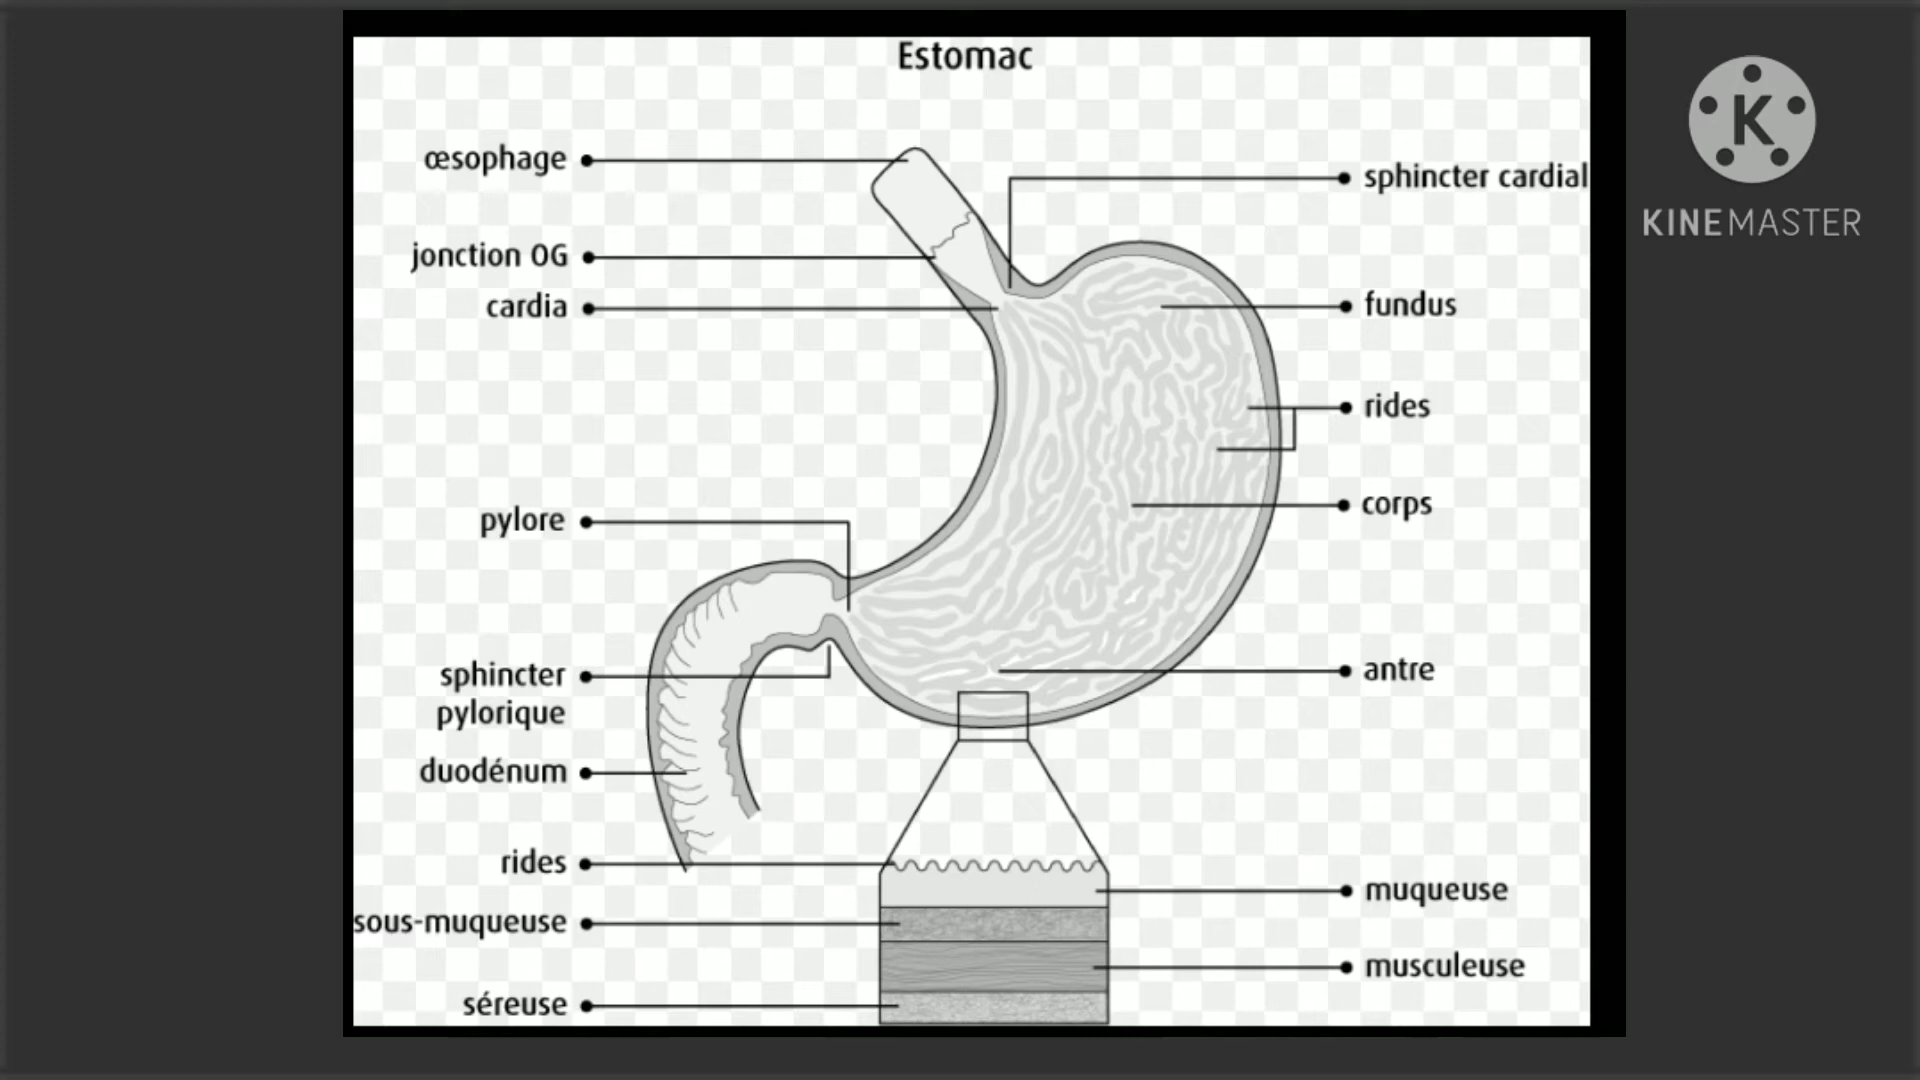 Estomac
œsophage
sphincter cardial
jonction OG
cardia
fundus
rides
corps
pylore
sphincter
pylorique
antre
duodénum
rides
muqueuse
sous-muqueuse
musculeuse
séreuse
K
KINEMASTER